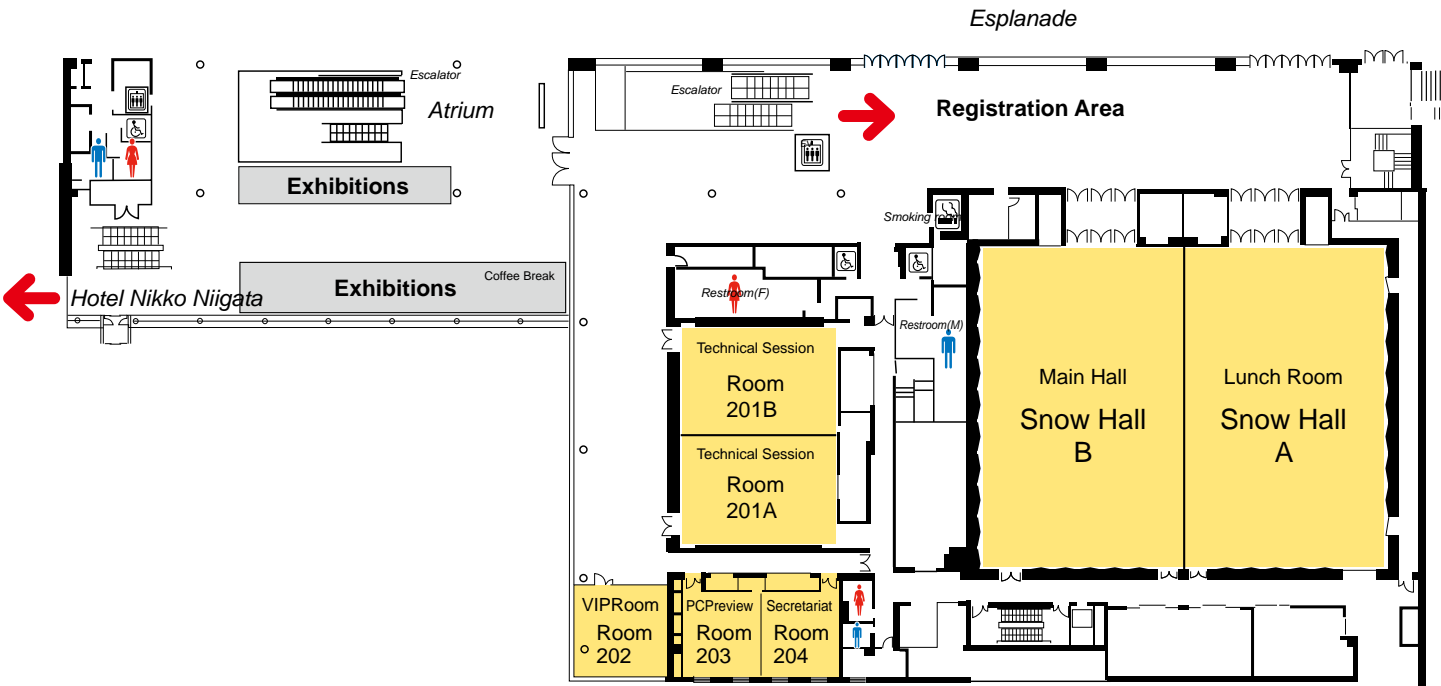 Esplanade
Escalator
Atrium
Escalator
Registration Area
Exhibitions
Smoking room
Coffee Break
Exhibitions
Hotel Nikko Niigata
Restroom(F)
Restroom(M)
Technical Session
Room
201B
Technical Session
Room
201A
Main Hall
Snow Hall
B
Lunch Room
Snow Hall
A
VIPRoom
Room
202
PCPreview
Room
203
Secretariat
Room
204